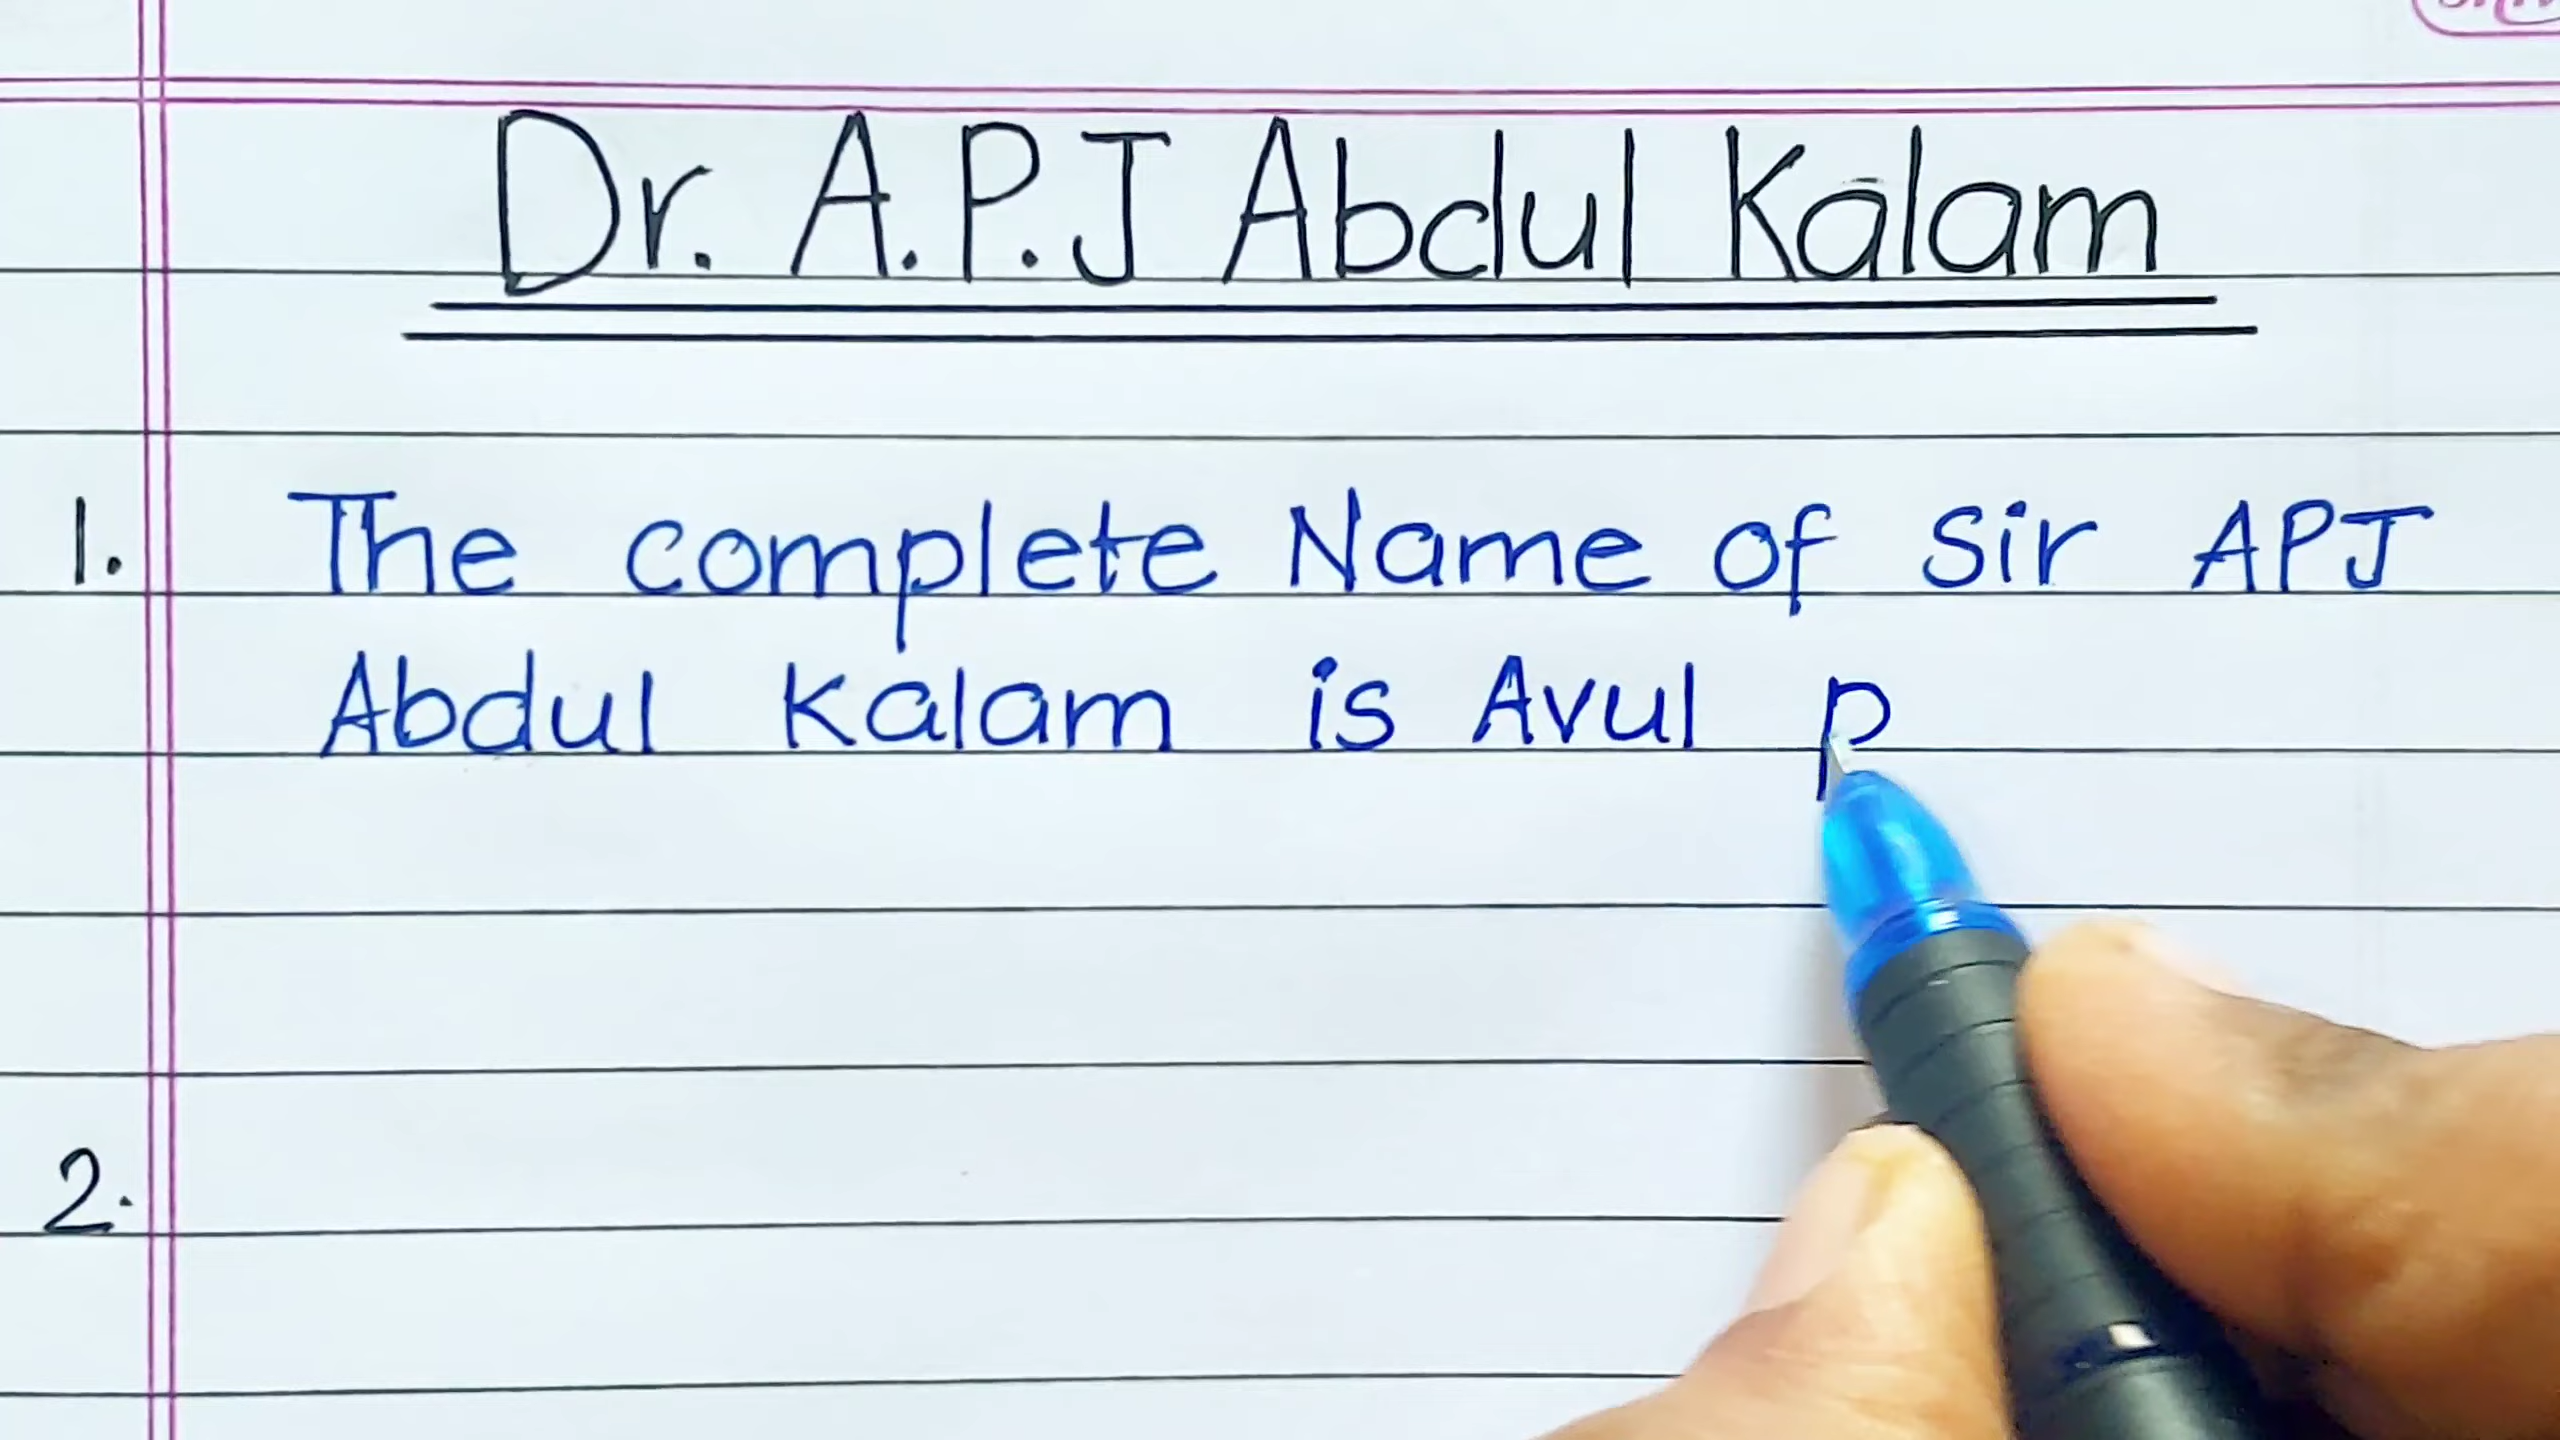 Dr. A.P.J Abdul Kalam
1. The complete Name of Sir APJ
Abdul Kalam is Avul p
2.